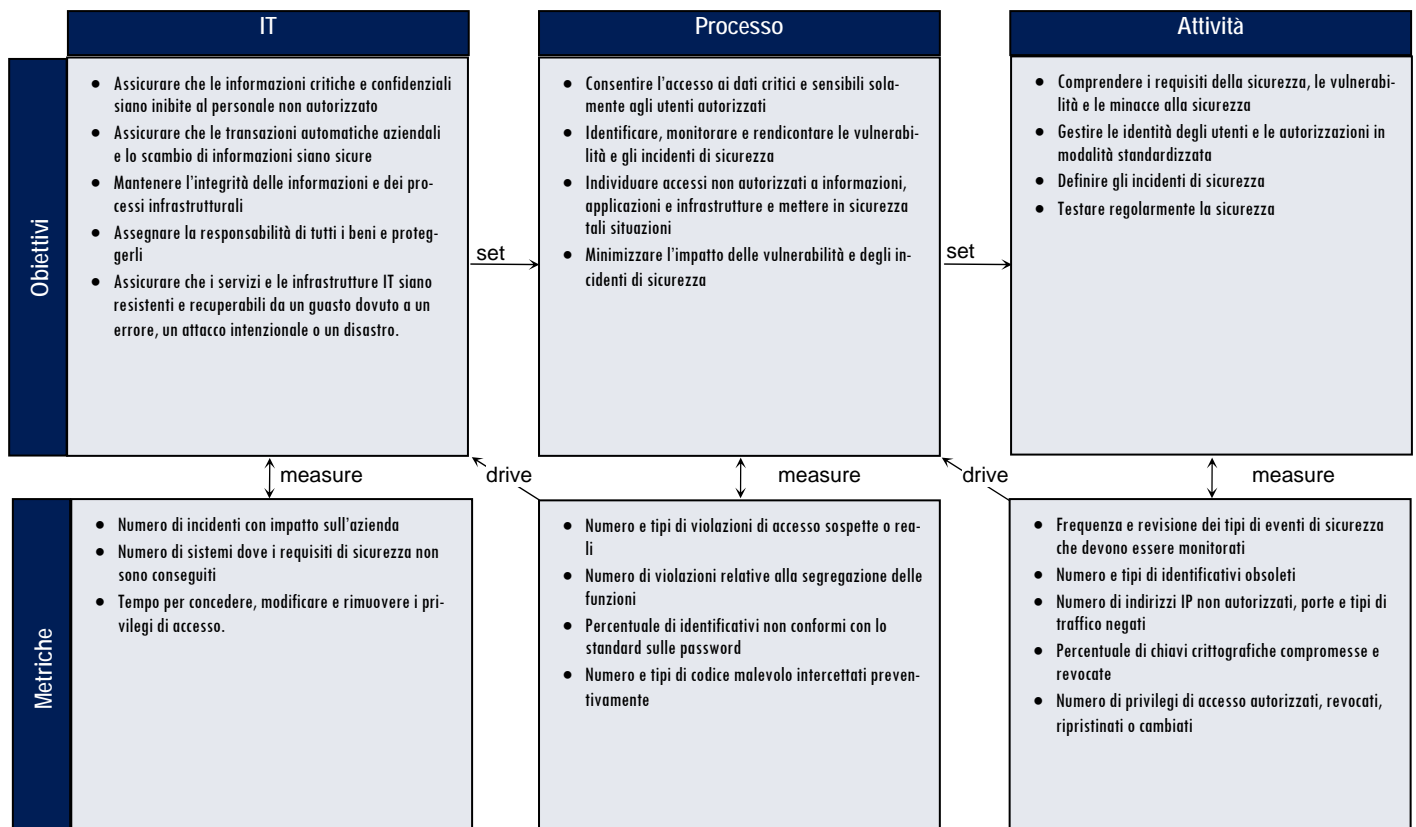 IT
Processo
Attività
Obiettivi
● Assicurare che le informazioni critiche e confidenziali
siano inibite al personale non autorizzato
● Assicurare che le transazioni automatiche aziendali
e lo scambio di informazioni siano sicure
● Mantenere l'integrità delle informazioni e dei pro-
cessi infrastrutturali
● Assegnare la responsabilità di tutti i beni e proteg-
gerli
● Assicurare che i servizi e le infrastrutture IT siano
resistenti e recuperabili da un guasto dovuto a un
errore, un attacco intenzionale o un disastro.
set
● Consentire l'accesso ai dati critici e sensibili sola-
mente agli utenti autorizzati
● Identificare, monitorare e rendicontare le vulnerabi-
lità e gli incidenti di sicurezza
● Individuare accessi non autorizzati a informazioni,
applicazioni e infrastrutture e mettere in sicurezza
tali situazioni
● Minimizzare l'impatto delle vulnerabilità e degli in-
cidenti di sicurezza
set
● Comprendere i requisiti della sicurezza, le vulnerabi-
lità e le minacce alla sicurezza
● Gestire le identità degli utenti e le autorizzazioni in
modalità standardizzata
● Definire gli incidenti di sicurezza
● Testare regolarmente la sicurezza
measure
drive
measure
drive
measure
Metriche
● Numero di incidenti con impatto sull'azienda
● Numero di sistemi dove i requisiti di sicurezza non
sono conseguiti
● Tempo per concedere, modificare e rimuovere i pri-
vilegi di accesso.
● Numero e tipi di violazioni di accesso sospette o rea-
li
● Numero di violazioni relative alla segregazione delle
funzioni
● Percentuale di identificativi non conformi con lo
standard sulle password
● Numero e tipi di codice malevolo intercettati preven-
tivamente
● Frequenza e revisione dei tipi di eventi di sicurezza
che devono essere monitorati
● Numero e tipi di identificativi obsoleti
● Numero di indirizzi IP non autorizzati, porte e tipi di
traffico negati
● Percentuale di chiavi crittografiche compromesse e
revocate
● Numero di privilegi di accesso autorizzati, revocati,
ripristinati o cambiati